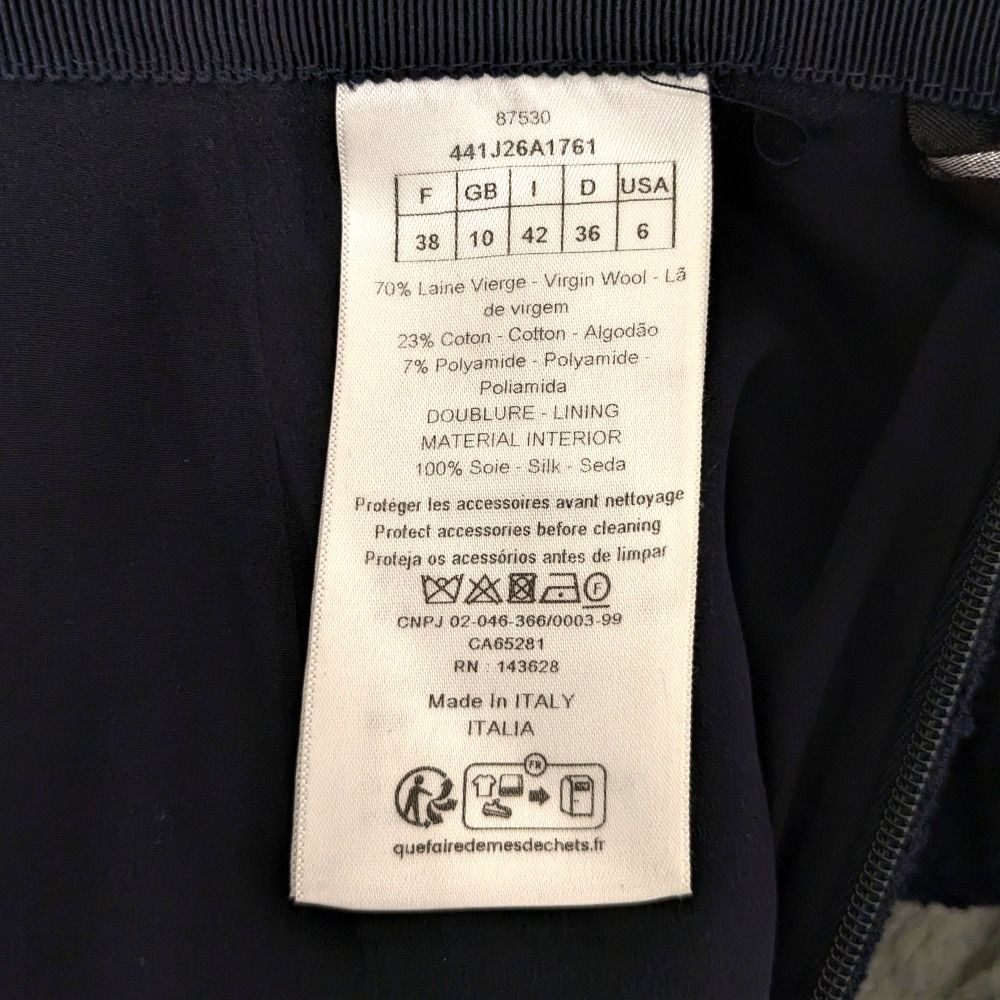 87530
441J26A1761
F GB I D USA
38 10 42 36 6
70% Laine Vierge - Virgin Wool - Lã
de virgem
23% Coton - Cotton - Algodão
7% Polyamide - Polyamide -
Poliamida
DOUBLURE - LINING
MATERIAL INTERIOR
100% Soie - Silk - Seda
Protéger les accessoires avant nettoyage
Protect accessories before cleaning
Proteja os acessórios antes de limpar
F
CNPJ 02-046-366/0003-99
CA65281
RN : 143628
Made In ITALY
ITALIA
FR
quefairedemesdechets.fr